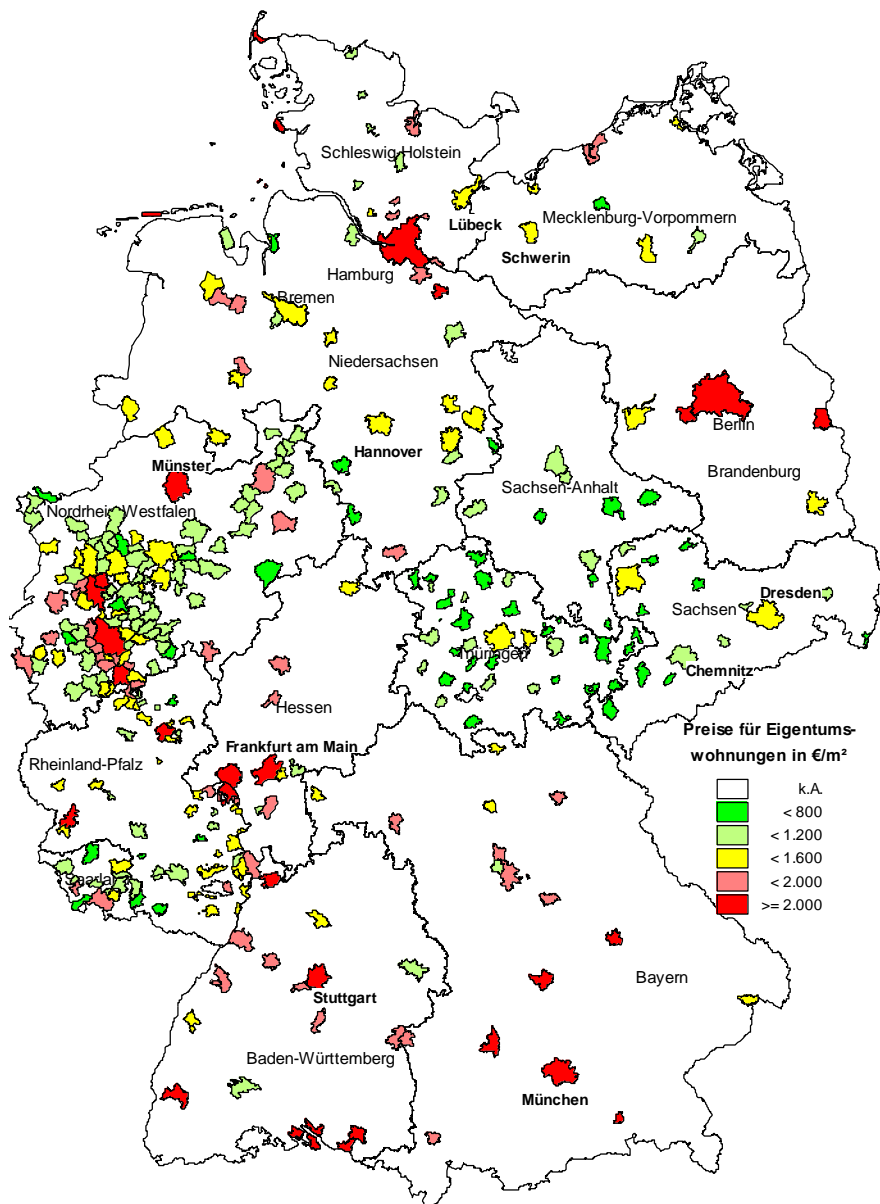 Schleswig-Holstein
Mecklenburg-Vorpommern
Lübeck
Schwerin
Hamburg
Bremen
Niedersachsen
Berlin
Hannover
Münster
Brandenburg
Sachsen-Anhalt
Nordrhein-Westfalen
Dresden
Sachsen
Thüringen
Chemnitz
Hessen
Preise für Eigentums-
wohnungen in €/m²
Frankfurt am Main
Rheinland-Pfalz
k.A.
< 800
< 1.200
< 1.600
< 2.000
>= 2.000
Bayern
Stuttgart
Baden-Württemberg
München